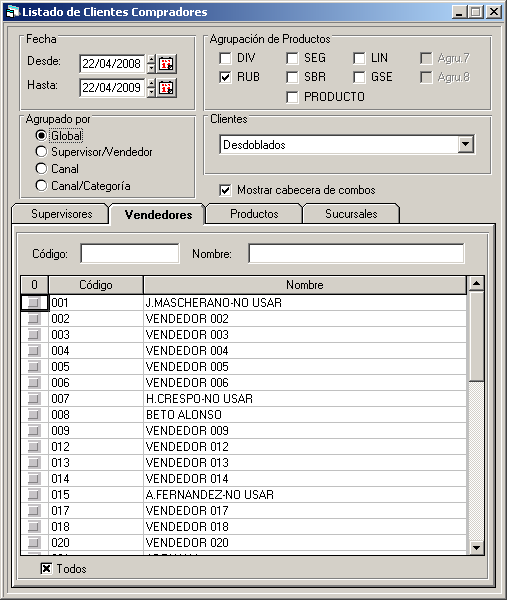 Listado de Clientes Compradores
Fecha
Desde: 22/04/2008
Hasta: 22/04/2009
Agrupación de Productos
DIV SEG LIN Agru.7
RUB SBR GSE Agru.8
PRODUCTO
Agrupado por
Global
Supervisor/Vendedor
Canal
Canal/Categoría
Clientes
Desdoblados
Mostrar cabecera de combos
Supervisores Vendedores Productos Sucursales
Código: Nombre:
0 Código Nombre
001 J.MASCHERANO-NO USAR
002 VENDEDOR 002
003 VENDEDOR 003
004 VENDEDOR 004
005 VENDEDOR 005
006 VENDEDOR 006
007 H.CRESPO-NO USAR
008 BETO ALONSO
009 VENDEDOR 009
012 VENDEDOR 012
013 VENDEDOR 013
014 VENDEDOR 014
015 A.FERNANDEZ-NO USAR
017 VENDEDOR 017
018 VENDEDOR 018
020 VENDEDOR 020
Todos